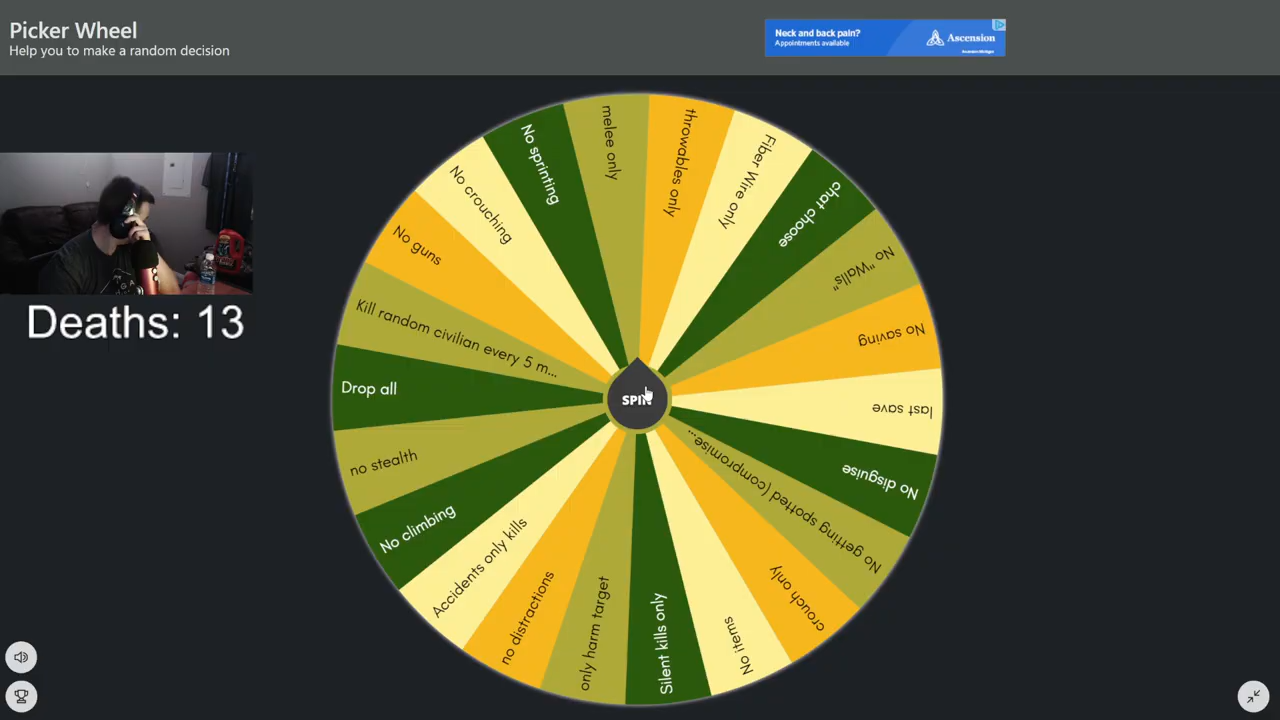 Picker Wheel
Help you to make a random decision
Neck and back pain?
Appointments available
Ascension
Deaths: 13
melee only
throwables only
Fiber Wire only
chat choose
No "Walls"
No saving
last save
No disguise
No getting spotted (compromise...
crouch only
No items
Silent kills only
only harm target
no distractions
Accidents only kills
No climbing
no stealth
Drop all
Kill random civilian every 5 m...
No guns
No crouching
No sprinting
SPIN